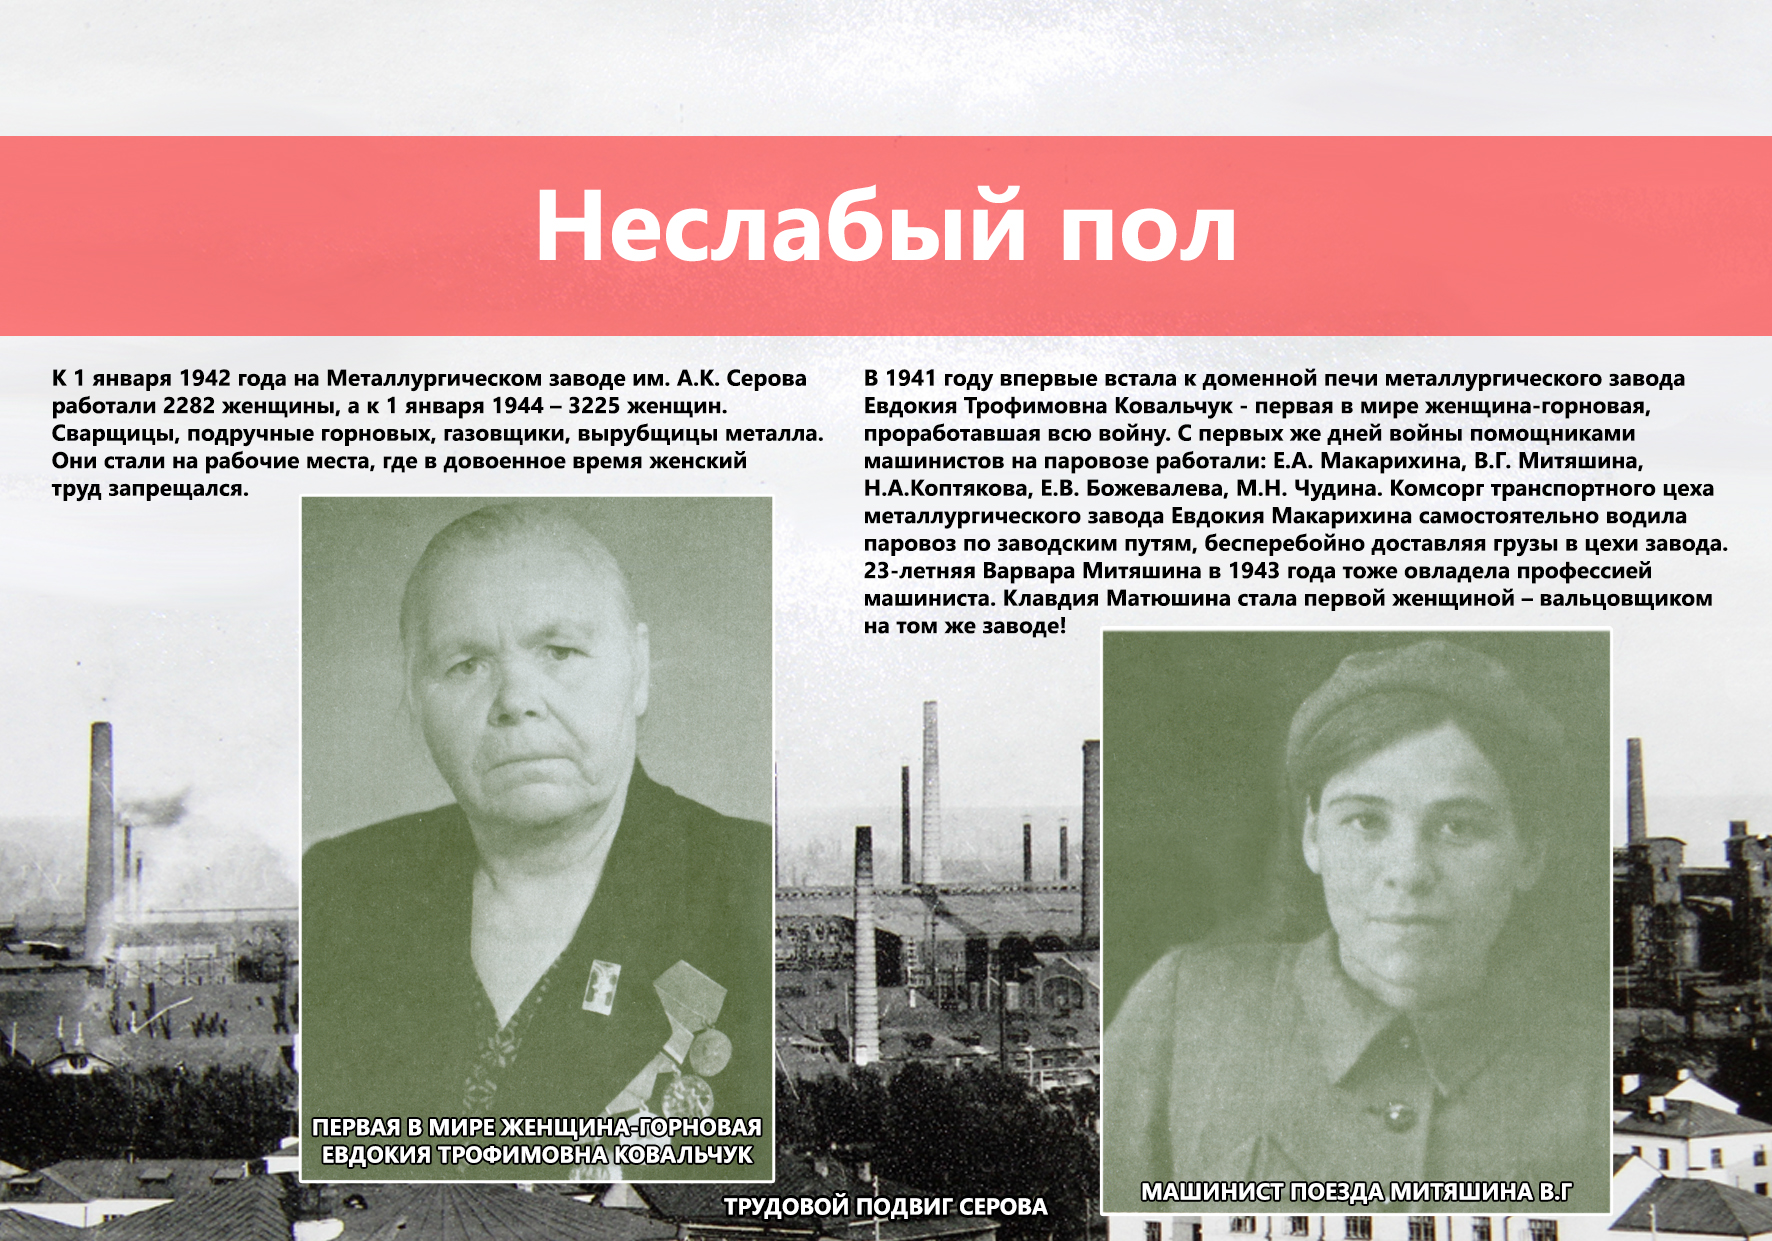 Неслабый пол
К 1 января 1942 года на Металлургическом заводе им. А.К. Серова
работали 2282 женщины, а к 1 января 1944 – 3225 женщин.
Сварщицы, подручные горновых, газовщики, вырубщицы металла.
Они стали на рабочие места, где в довоенное время женский
труд запрещался.
В 1941 году впервые встала к доменной печи металлургического завода
Евдокия Трофимовна Ковальчук - первая в мире женщина-горновая,
проработавшая всю войну. С первых же дней войны помощниками
машинистов на паровозе работали: Е.А. Макарихина, В.Г. Митяшина,
Н.А.Коптякова, Е.В. Божевалева, М.Н. Чудина. Комсорг транспортного цеха
металлургического завода Евдокия Макарихина самостоятельно водила
паровоз по заводским путям, бесперебойно доставляя грузы в цехи завода.
23-летняя Варвара Митяшина в 1943 года тоже овладела профессией
машиниста. Клавдия Матюшина стала первой женщиной – вальцовщиком
на том же заводе!
ПЕРВАЯ В МИРЕ ЖЕНЩИНА-ГОРНОВАЯ
ЕВДОКИЯ ТРОФИМОВНА КОВАЛЬЧУК
МАШИНИСТ ПОЕЗДА МИТЯШИНА В.Г
ТРУДОВОЙ ПОДВИГ СЕРОВА